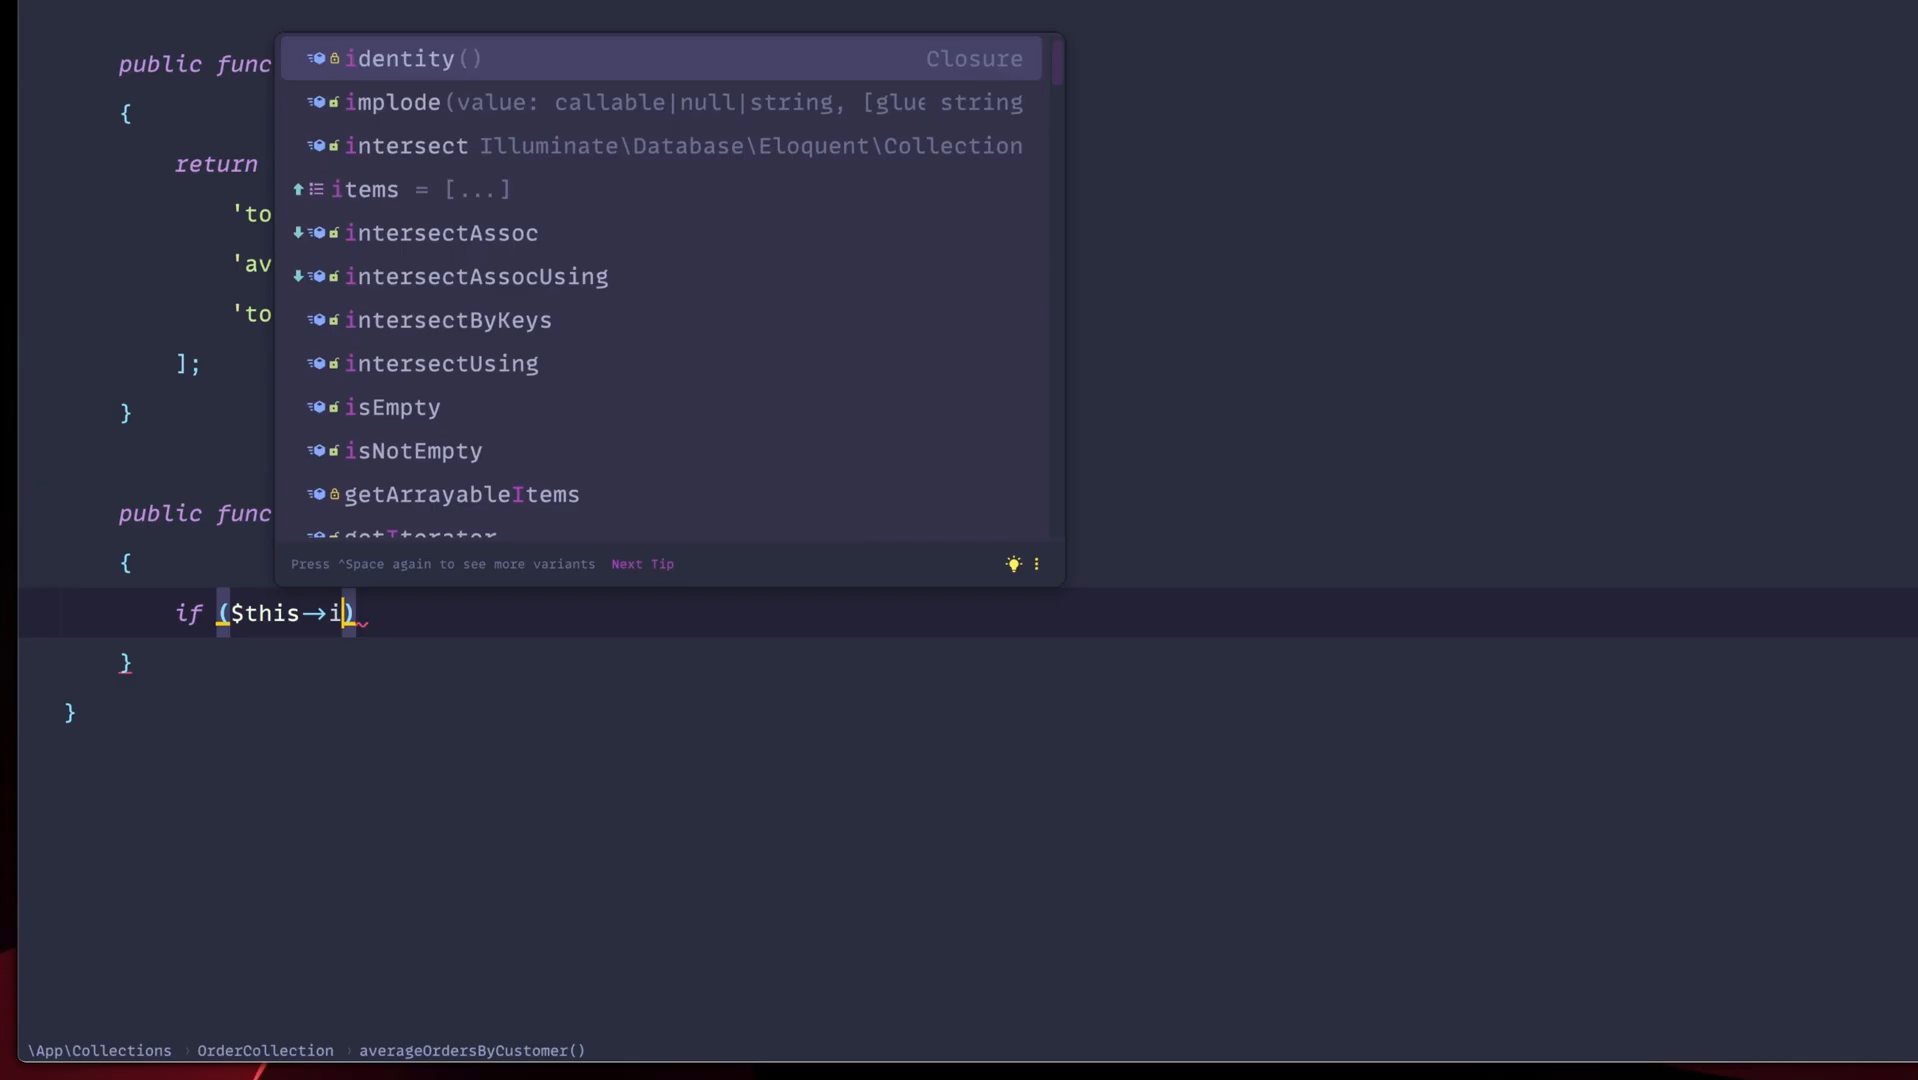 public func
{
return
'to
'av
'to
];
}
public func
{
if ($this->i)
}
}
identity() Closure
implode(value: callable|null|string, [glue string
intersect Illuminate\Database\Eloquent\Collection
items = [...]
intersectAssoc
intersectAssocUsing
intersectByKeys
intersectUsing
isEmpty
isNotEmpty
getArrayableItems
getIterator
Press ^Space again to see more variants Next Tip
\App\Collections › OrderCollection › averageOrdersByCustomer()